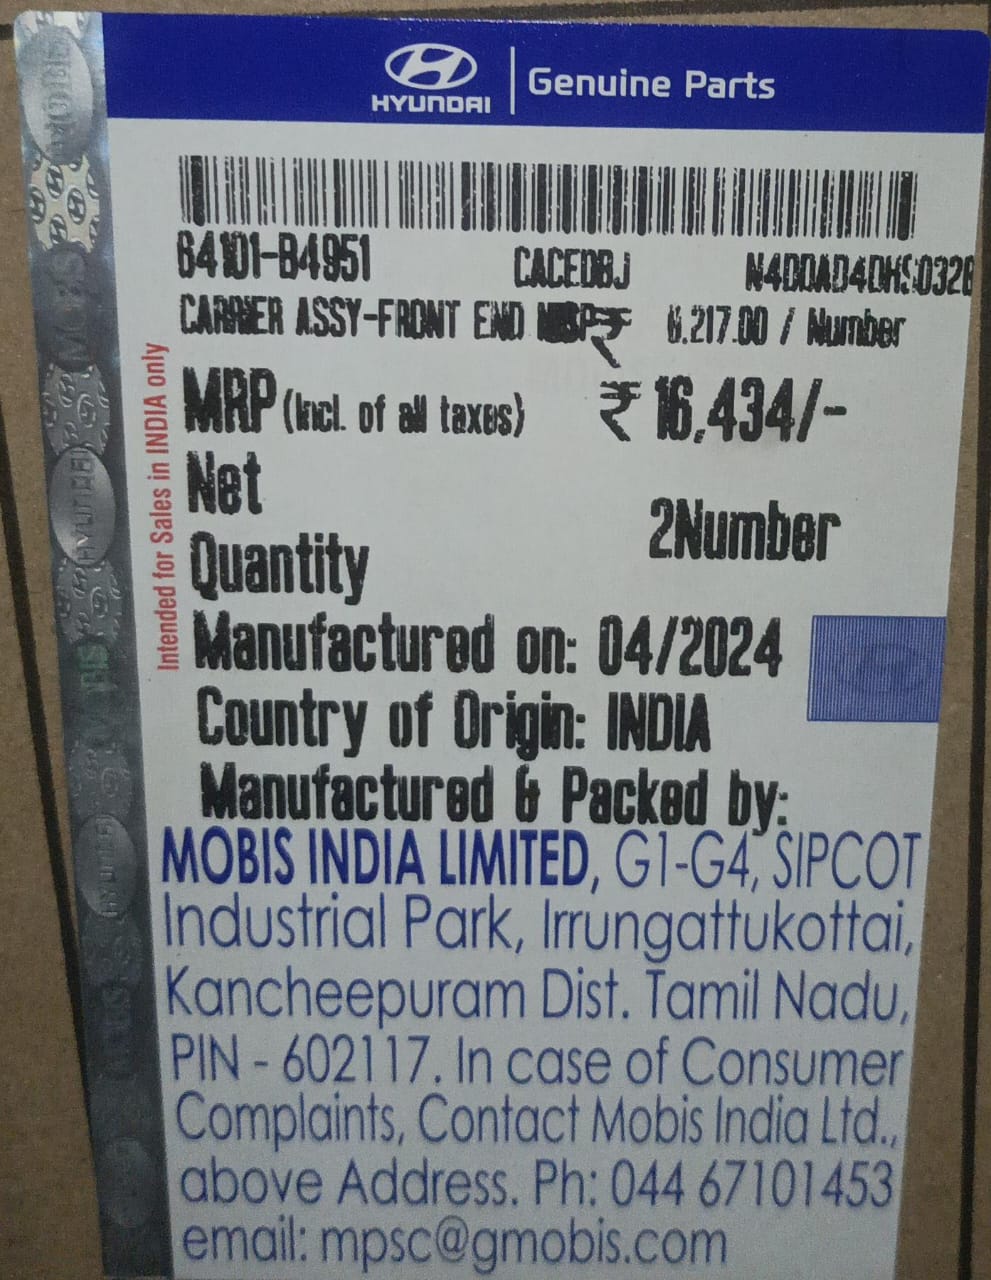 HYUNDAI Genuine Parts
64101-B4951 CACEDBJ
CARRIER ASSY-FRONT END ₹ 8,217.00 / Number
MRP (Incl. of all taxes) ₹ 16,434/-
Net
Quantity
2Number
Manufactured on: 04/2024
Country of Origin: INDIA
Manufactured & Packed by:
MOBIS INDIA LIMITED, G1-G4, SIPCOT
Industrial Park, Irrungattukottai,
Kancheepuram Dist. Tamil Nadu,
PIN - 602117. In case of Consumer
Complaints, Contact Mobis India Ltd.,
above Address. Ph: 044 67101453
email: mpsc@gmobis.com
Intended for Sales in INDIA only
HYUNDAI